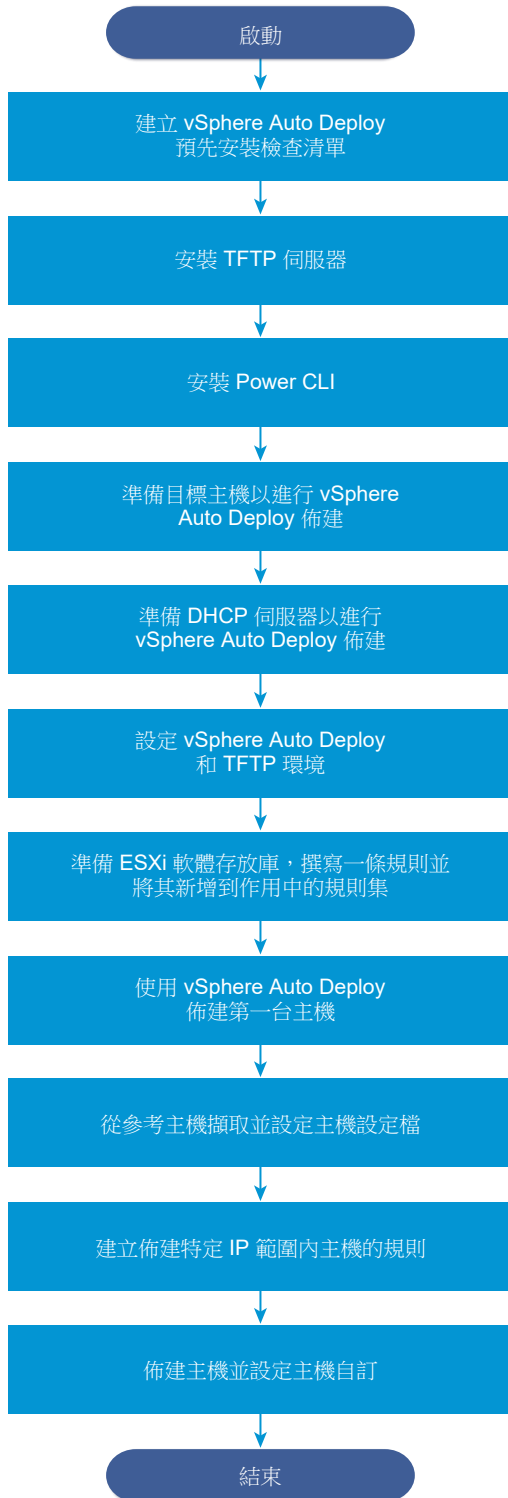 啟動
建立 vSphere Auto Deploy
預先安裝檢查清單
安裝 TFTP 伺服器
安裝 Power CLI
準備目標主機以進行 vSphere
Auto Deploy 佈建
準備 DHCP 伺服器以進行
vSphere Auto Deploy 佈建
設定 vSphere Auto Deploy
和 TFTP 環境
準備 ESXi 軟體存放庫，撰寫一條規則並
將其新增到作用中的規則集
使用 vSphere Auto Deploy
佈建第一台主機
從參考主機擷取並設定主機設定檔
建立佈建特定 IP 範圍內主機的規則
佈建主機並設定主機自訂
結束